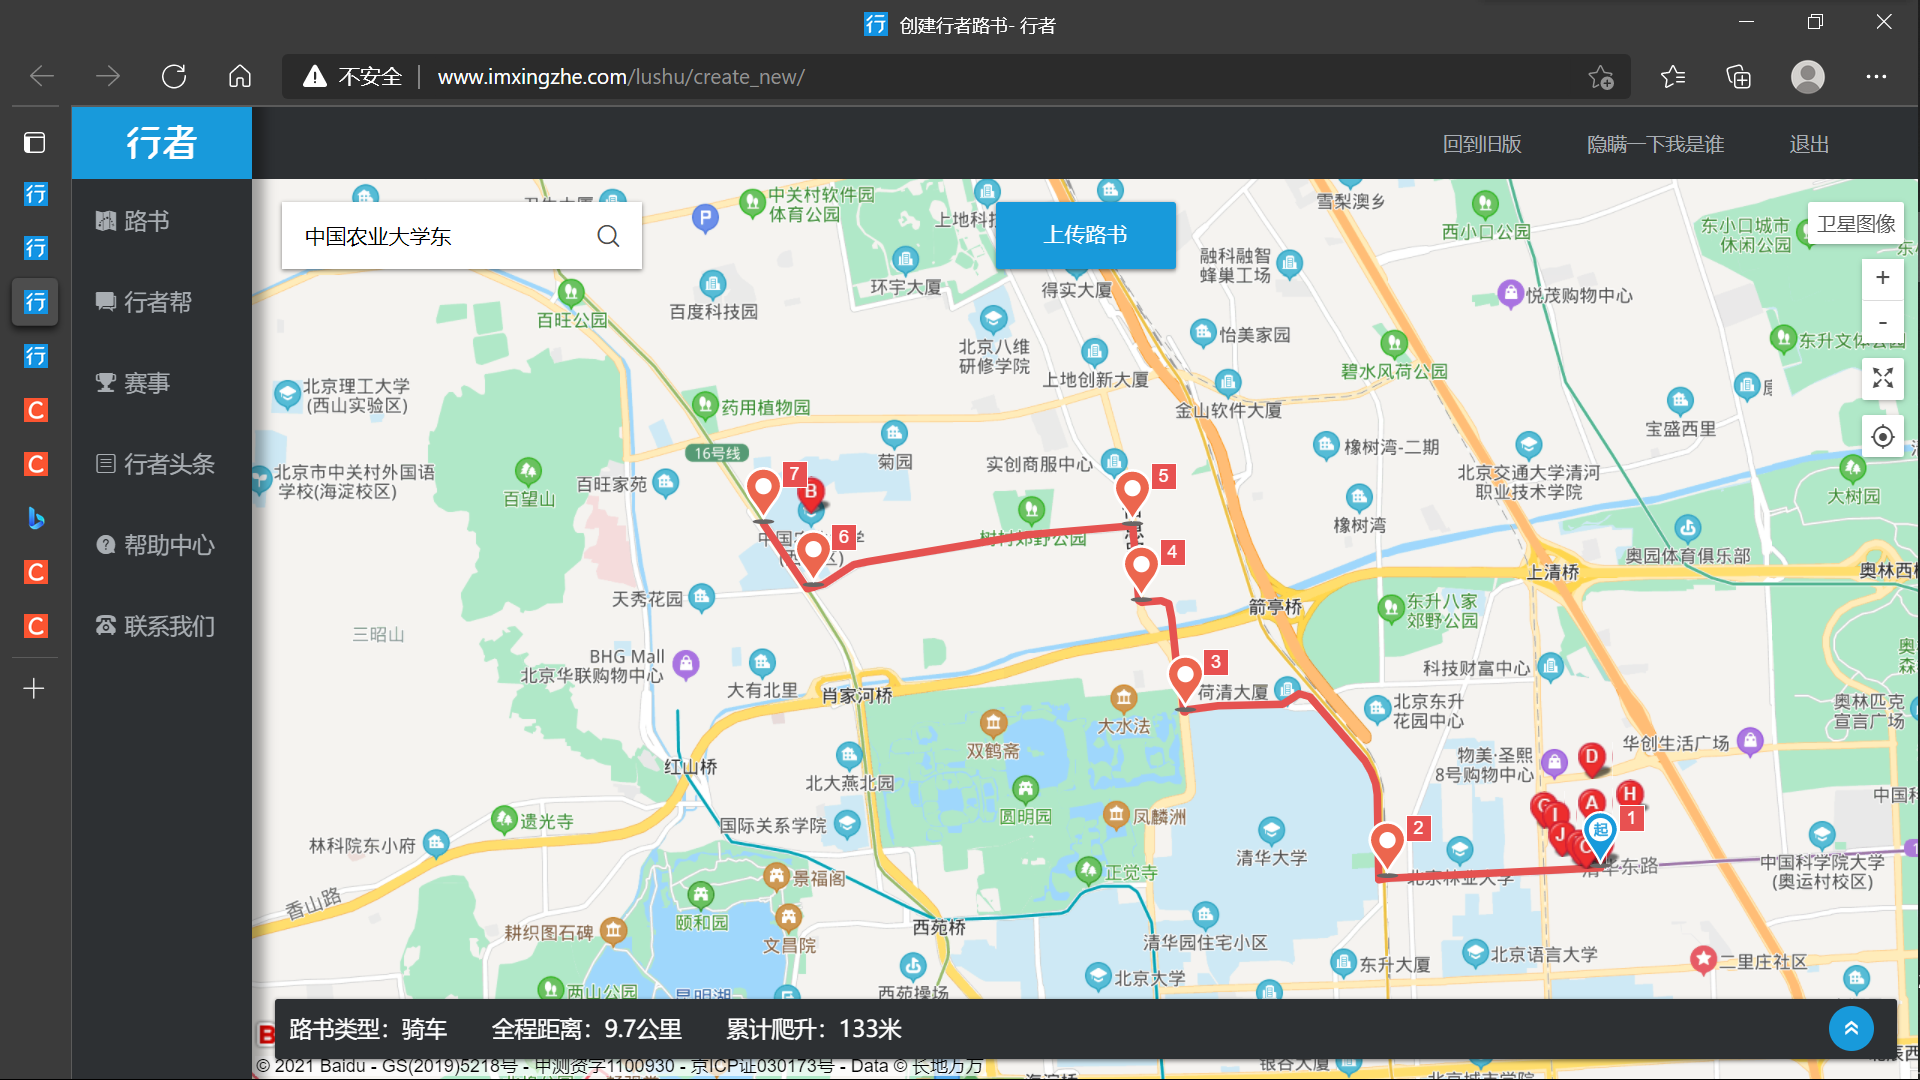 创建行者路书- 行者
不安全
www.imxingzhe.com/lushu/create_new/
行者
回到旧版
隐瞒一下我是谁
退出
路书
行者帮
赛事
行者头条
帮助中心
联系我们
中国农业大学东
上传路书
卫星图像
+
-
中关村软件园
体育公园
雪梨澳乡
西小口公园
东小口城市
休闲公园
环宇大厦
得实大厦
融科融智
蜂巢工场
悦茂购物中心
百旺公园
百度科技园
北京八维
研修学院
怡美家园
碧水风荷公园
上地创新大厦
金山软件大厦
北京理工大学
(西山实验区)
药用植物园
宝盛西里
16号线
菊园
实创商服中心
橡树湾-二期
北京交通大学清河
职业技术学院
北京市中关村外国语
学校(海淀校区)
百望山
百旺家苑
大树园
橡树湾
7
B
5
6
4
树村郊野公园
奥园体育俱乐部
上清桥
天秀花园
箭亭桥
东升八家
郊野公园
三昭山
BHG Mall
北京华联购物中心
大有北里
肖家河桥
3
荷清大厦
科技财富中心
北京东升
花园中心
奥林匹克
宣言广场
大水法
双鹤斋
红山桥
北大燕北园
物美·圣熙
8号购物中心
华创生活广场
D
A
H
I
J
起
1
2
圆明园
凤麟洲
国际关系学院
遗光寺
林科院东小府
清华大学
北京林业大学
清华东路
中国科学院大学
(奥运村校区)
正觉寺
景福阁
香山路
颐和园
文昌院
耕织图石碑
西苑桥
清华园住宅小区
东升大厦
北京语言大学
二里庄社区
北京大学
西苑操场
两山公园
昆明湖
路书类型：骑车
全程距离：9.7公里
累计爬升：133米
© 2021 Baidu - GS(2019)5218号 - 甲测资字1100930 - 京ICP证030173号 - Data © 长地万方
银谷大厦